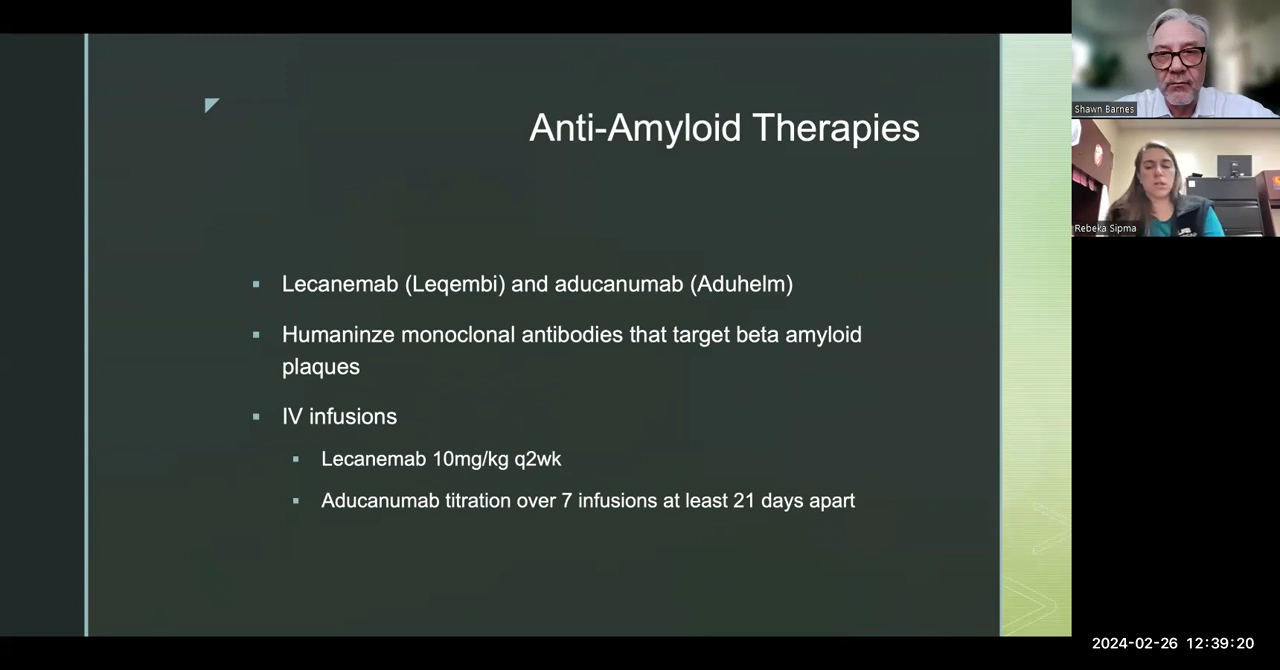 Anti-Amyloid Therapies
Lecanemab (Leqembi) and aducanumab (Aduhelm)
Humaninze monoclonal antibodies that target beta amyloid
plaques
IV infusions
Lecanemab 10mg/kg q2wk
Aducanumab titration over 7 infusions at least 21 days apart
Shawn Barnes
Rebeka Sipma
2024-02-26 12:39:20